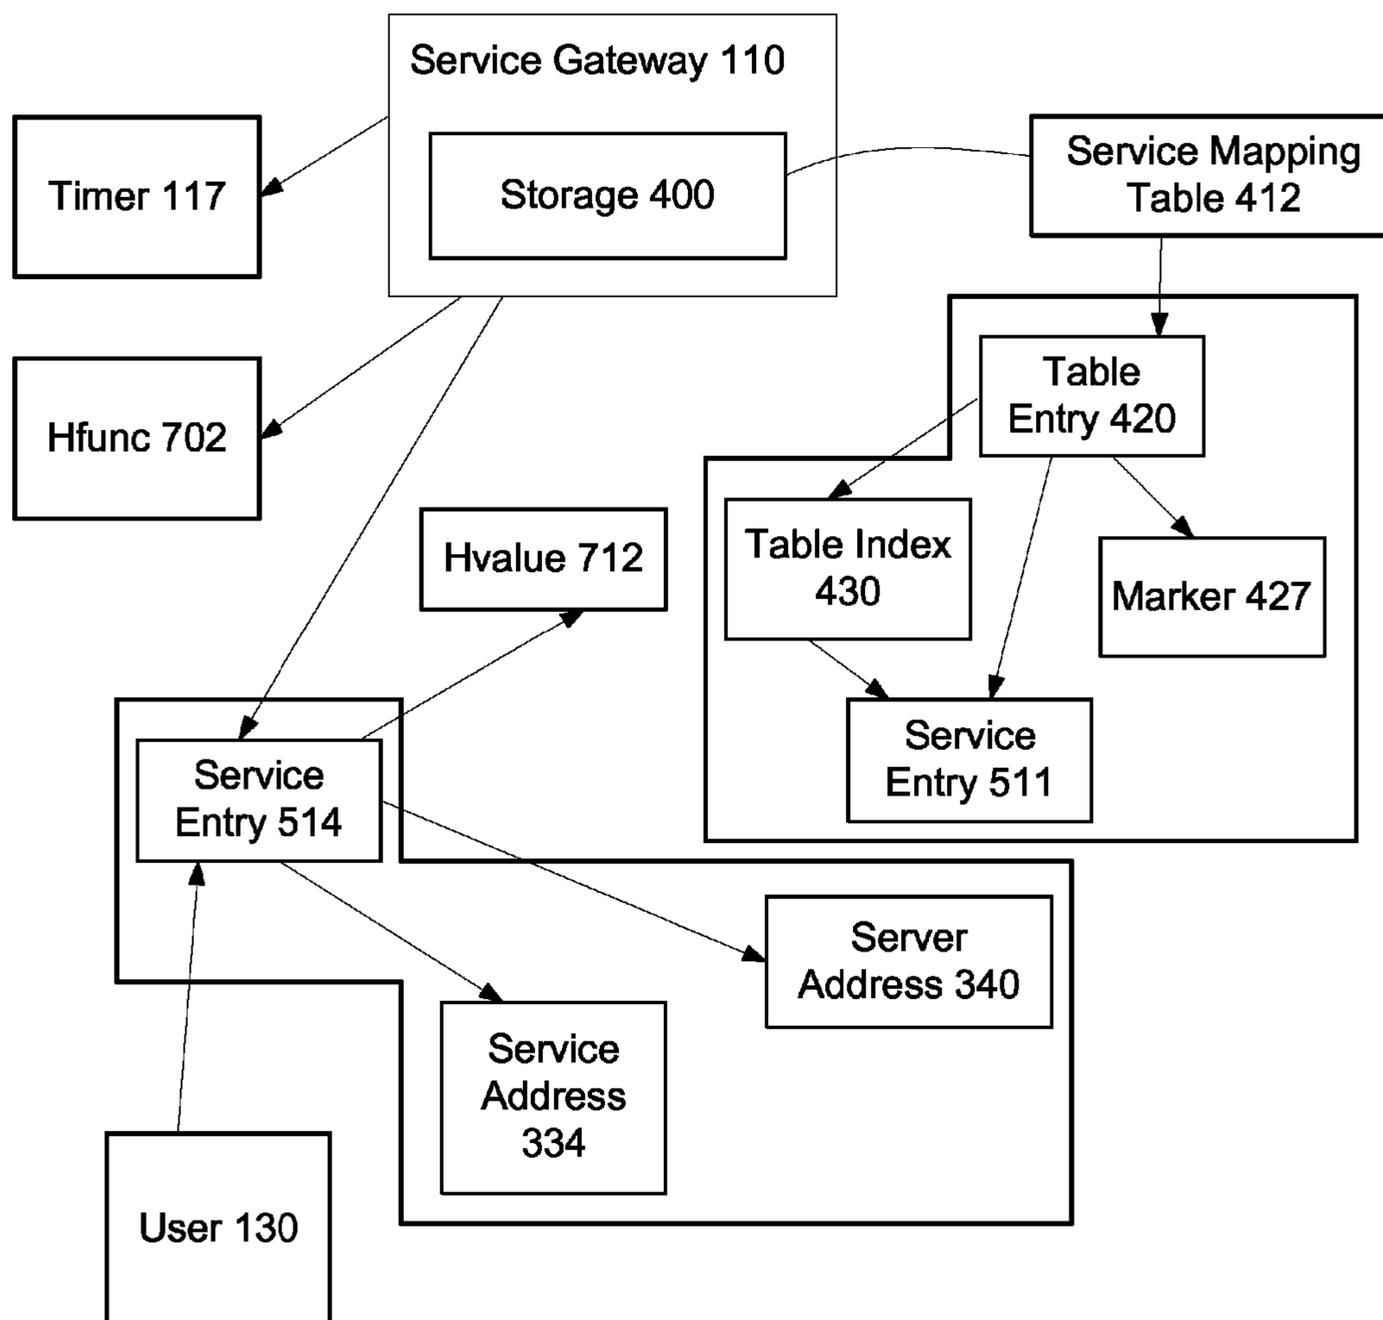 Service Gateway 110
Storage 400
Timer 117
Service Mapping
Table 412
Hfunc 702
Table
Entry 420
Hvalue 712
Table Index
430
Marker 427
Service
Entry 511
Service
Entry 514
Server
Address 340
Service
Address
334
User 130